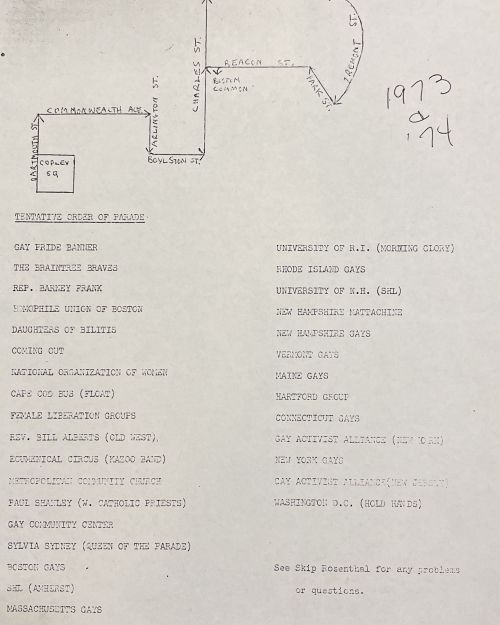 TREMONT ST.
CHARLES ST.
BEACON ST.
BOSTON
COMMON
PARK ST.
1973
&
'74
COMMONWEALTH AVE.
ARLINGTON ST.
DARTMOUTH ST.
BOYLSTON ST.
COPLEY
SQ
TENTATIVE ORDER OF PARADE
GAY PRIDE BANNER
THE BRAINTREE BRAVES
REP. BARNEY FRANK
HOMOPHILE UNION OF BOSTON
DAUGHTERS OF BILITIS
COMING OUT
NATIONAL ORGANIZATION OF WOMEN
CAPE COD BUS (FLOAT)
FEMALE LIBERATION GROUPS
REV. BILL ALBERTS (OLD WEST)
ECUMENICAL CIRCUS (KAZOO BAND)
METROPOLITAN COMMUNITY CHURCH
PAUL SHANLEY (W. CATHOLIC PRIESTS)
GAY COMMUNITY CENTER
SYLVIA SYDNEY (QUEEN OF THE PARADE)
BOSTON GAYS
SHL (AMHERST)
MASSACHUSETTS GAYS
UNIVERSITY OF R.I. (MORNING GLORY)
RHODE ISLAND GAYS
UNIVERSITY OF N.H. (SHL)
NEW HAMPSHIRE MATTACHINE
NEW HAMPSHIRE GAYS
VERMONT GAYS
MAINE GAYS
HARTFORD GROUP
CONNECTICUT GAYS
GAY ACTIVIST ALLIANCE (NEW YORK)
NEW YORK GAYS
GAY ACTIVIST ALLIANCE(NEW JERSEY)
WASHINGTON D.C. (HOLD HANDS)
See Skip Rosenthal for any problems
or questions.